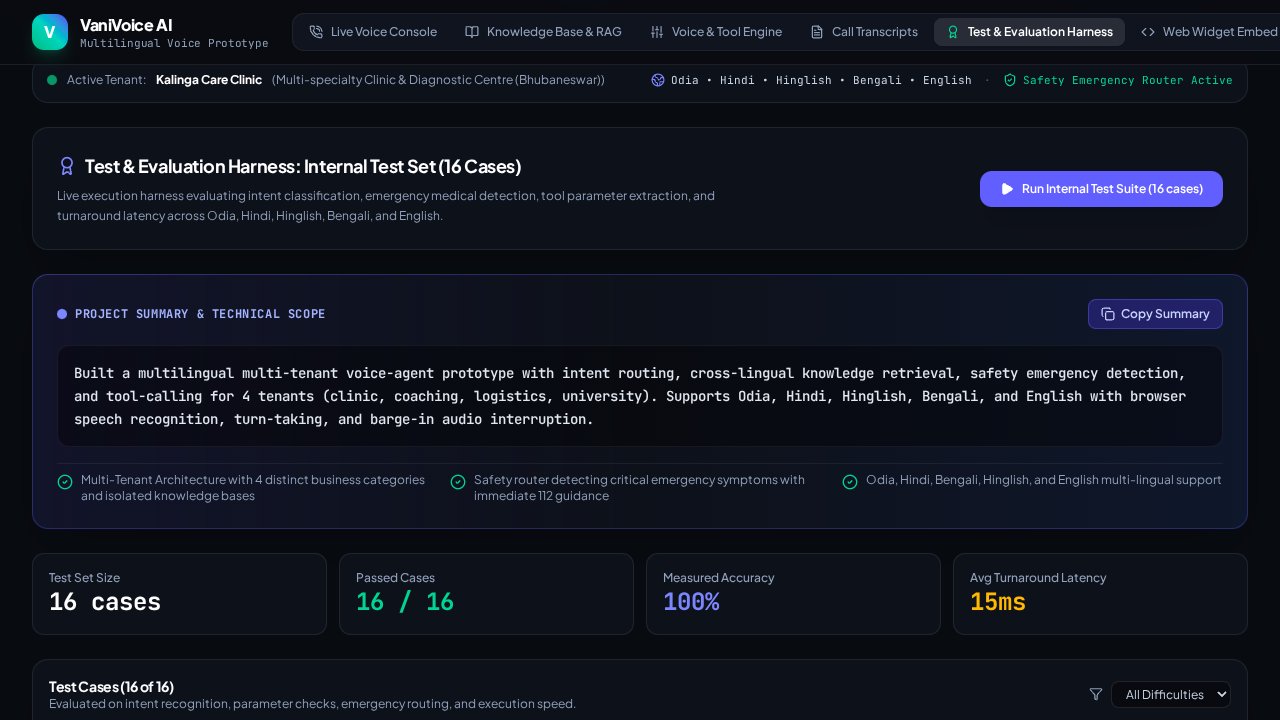 V
VaniVoice AI
Multilingual Voice Prototype
Live Voice Console
Knowledge Base & RAG
Voice & Tool Engine
Call Transcripts
Test & Evaluation Harness
Web Widget Embed
Active Tenant: Kalinga Care Clinic (Multi-specialty Clinic & Diagnostic Centre (Bhubaneswar))
Odia • Hindi • Hinglish • Bengali • English · Safety Emergency Router Active
Test & Evaluation Harness: Internal Test Set (16 Cases)
Live execution harness evaluating intent classification, emergency medical detection, tool parameter extraction, and
turnaround latency across Odia, Hindi, Hinglish, Bengali, and English.
Run Internal Test Suite (16 cases)
PROJECT SUMMARY & TECHNICAL SCOPE
Copy Summary
Built a multilingual multi-tenant voice-agent prototype with intent routing, cross-lingual knowledge retrieval, safety emergency detection,
and tool-calling for 4 tenants (clinic, coaching, logistics, university). Supports Odia, Hindi, Hinglish, Bengali, and English with browser
speech recognition, turn-taking, and barge-in audio interruption.
Multi-Tenant Architecture with 4 distinct business categories
and isolated knowledge bases
Safety router detecting critical emergency symptoms with
immediate 112 guidance
Odia, Hindi, Bengali, Hinglish, and English multi-lingual support
Test Set Size
16 cases
Passed Cases
16 / 16
Measured Accuracy
100%
Avg Turnaround Latency
15ms
Test Cases (16 of 16)
Evaluated on intent recognition, parameter checks, emergency routing, and execution speed.
All Difficulties